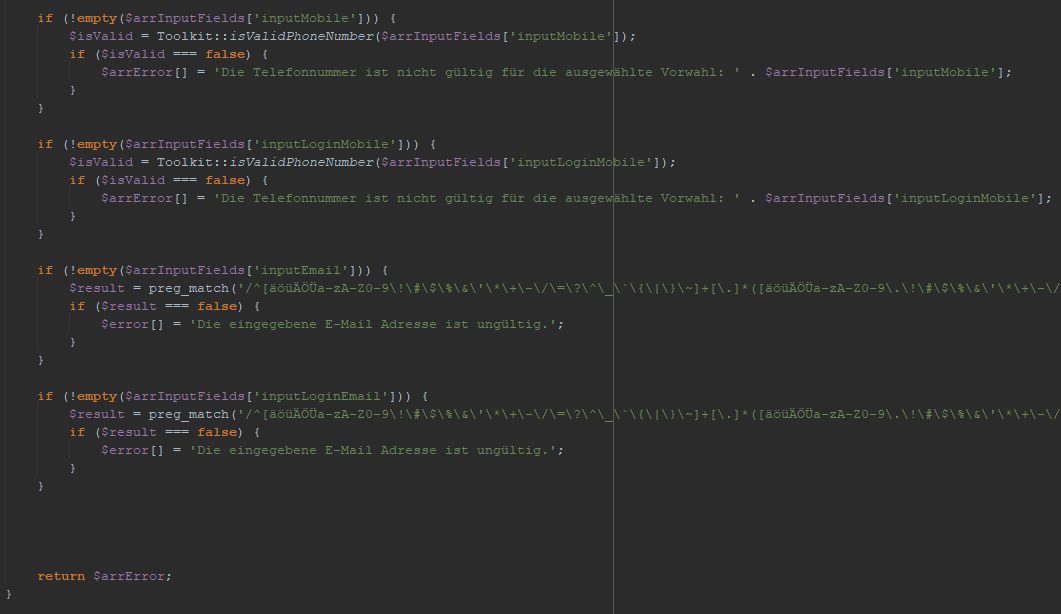 if (!empty($arrInputFields['inputMobile'])) {
$isValid = Toolkit::isValidPhoneNumber($arrInputFields['inputMobile']);
if ($isValid === false) {
$arrError[] = 'Die Telefonnummer ist nicht gültig für die ausgewählte Vorwahl: ' . $arrInputFields['inputMobile'];
}
}
if (!empty($arrInputFields['inputLoginMobile'])) {
$isValid = Toolkit::isValidPhoneNumber($arrInputFields['inputLoginMobile']);
if ($isValid === false) {
$arrError[] = 'Die Telefonnummer ist nicht gültig für die ausgewählte Vorwahl: ' . $arrInputFields['inputLoginMobile'];
}
}
if (!empty($arrInputFields['inputEmail'])) {
$result = preg_match('/^[äöüÄÖÜa-zA-Z0-9\!\#\$\%\&\'\*\+\-\/\=\?\^\_\`\{\|\}\~]+[\.]*([äöüÄÖÜa-zA-Z0-9\.\!\#\$\%\&\'\*\+\-\/
if ($result === false) {
$error[] = 'Die eingegebene E-Mail Adresse ist ungültig.';
}
}
if (!empty($arrInputFields['inputLoginEmail'])) {
$result = preg_match('/^[äöüÄÖÜa-zA-Z0-9\!\#\$\%\&\'\*\+\-\/\=\?\^\_\`\{\|\}\~]+[\.]*([äöüÄÖÜa-zA-Z0-9\.\!\#\$\%\&\'\*\+\-\/
if ($result === false) {
$error[] = 'Die eingegebene E-Mail Adresse ist ungültig.';
}
}
return $arrError;
}